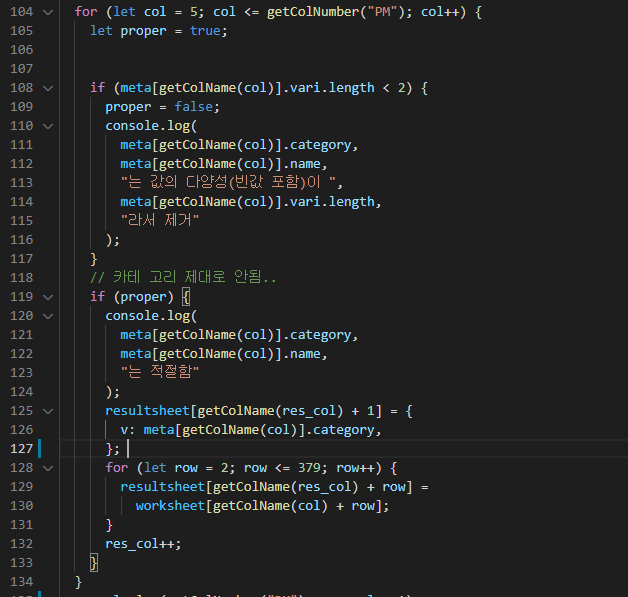 104 for (let col = 5; col <= getColNumber("PM"); col++) {
105 let proper = true;
106
107
108 if (meta[getColName(col)].vari.length < 2) {
109 proper = false;
110 console.log(
111 meta[getColName(col)].category,
112 meta[getColName(col)].name,
113 "는 값의 다양성(빈값 포함)이 ",
114 meta[getColName(col)].vari.length,
115 "라서 제거"
116 );
117 }
118 // 카테 고리 제대로 안됨..
119 if (proper) {
120 console.log(
121 meta[getColName(col)].category,
122 meta[getColName(col)].name,
123 "는 적절함"
124 );
125 resultsheet[getColName(res_col) + 1] = {
126 v: meta[getColName(col)].category,
127 };
128 for (let row = 2; row <= 379; row++) {
129 resultsheet[getColName(res_col) + row] =
130 worksheet[getColName(col) + row];
131 }
132 res_col++;
133 }
134 }